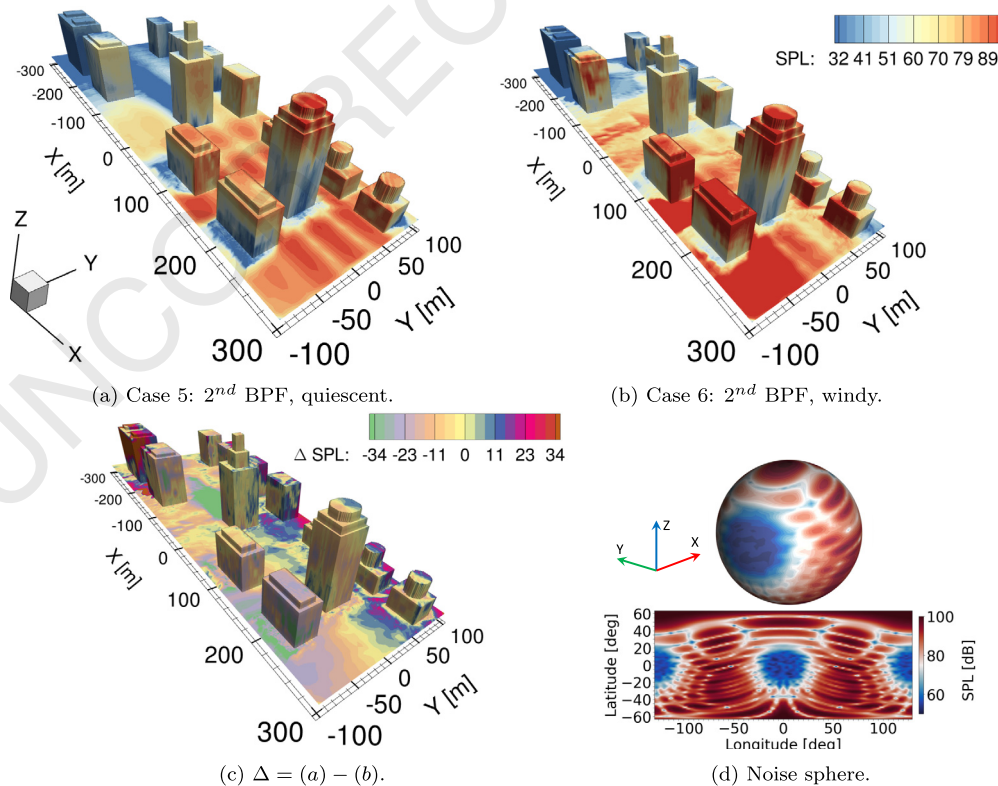 SPL: 32 41 51 60 70 79 89
-300
-200
-100
0
100
200
300
X [m]
100
50
0
-50
-100
Y [m]
Z
Y
X
-300
-200
-100
0
100
200
300
X [m]
100
50
0
-50
-100
Y [m]
(a) Case 5: 2nd BPF, quiescent.
(b) Case 6: 2nd BPF, windy.
Δ SPL: -34 -23 -11 0 11 23 34
-300
-200
-100
0
100
200
300
X [m]
100
50
0
-50
-100
Y [m]
Z
Y
X
60
40
20
0
−20
−40
−60
Latitude [deg]
−100 −50 0 50 100
Longitude [deg]
100
80
60
SPL [dB]
(c) Δ = (a) − (b).
(d) Noise sphere.
UNCORREC